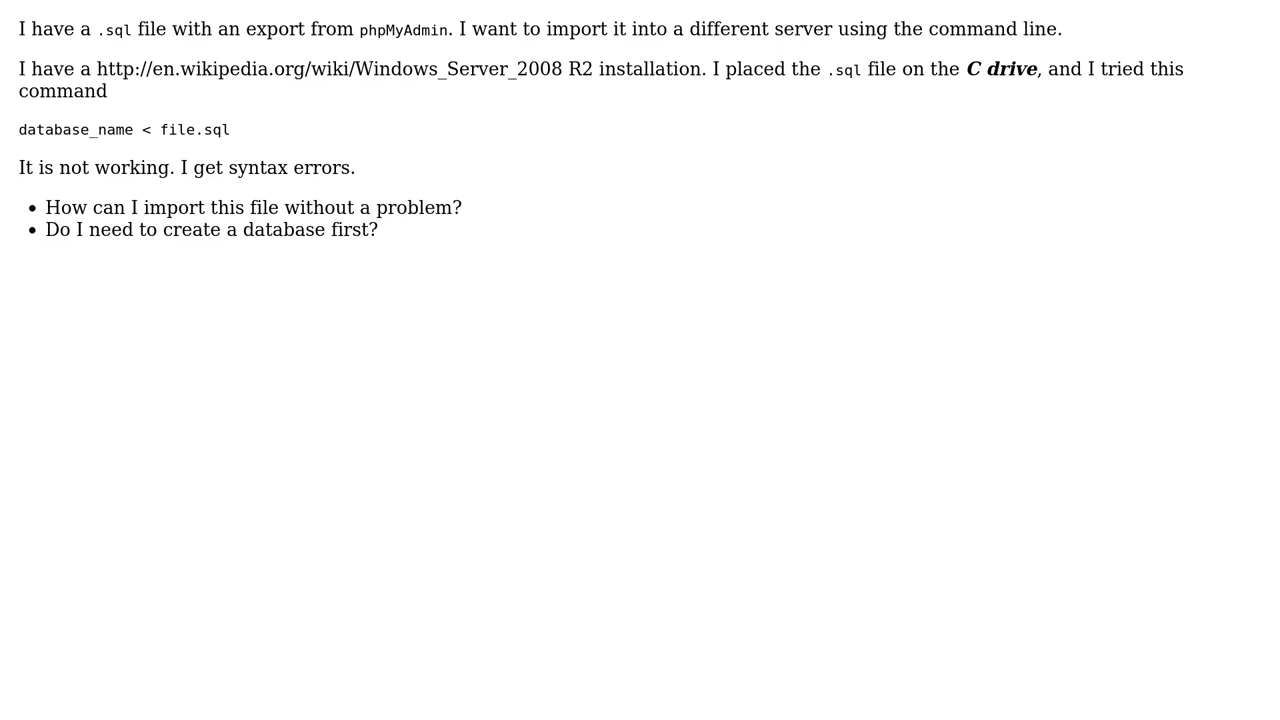 I have a .sql file with an export from phpMyAdmin. I want to import it into a different server using the command line.
I have a http://en.wikipedia.org/wiki/Windows_Server_2008 R2 installation. I placed the .sql file on the C drive, and I tried this
command
database_name < file.sql
It is not working. I get syntax errors.
• How can I import this file without a problem?
• Do I need to create a database first?